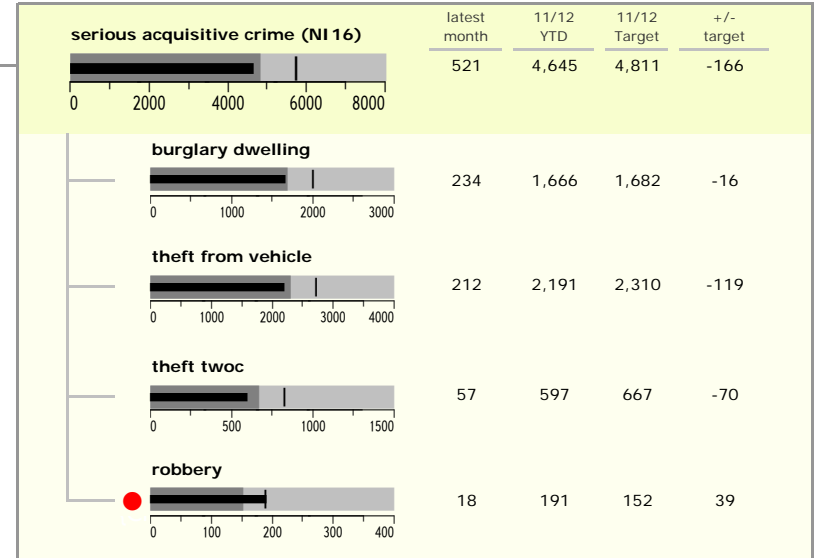 latest 11/12 11/12 +/-
serious acquisitive crime (NI 16) month YTD Target target
521 4,645 4,811 -166
0 2000 4000 6000 8000
burglary dwelling
234 1,666 1,682 -16
0 1000 2000 3000
theft from vehicle
212 2,191 2,310 -119
0 1000 2000 3000 4000
theft twoc
57 597 667 -70
0 500 1000 1500
robbery
18 191 152 39
0 100 200 300 400